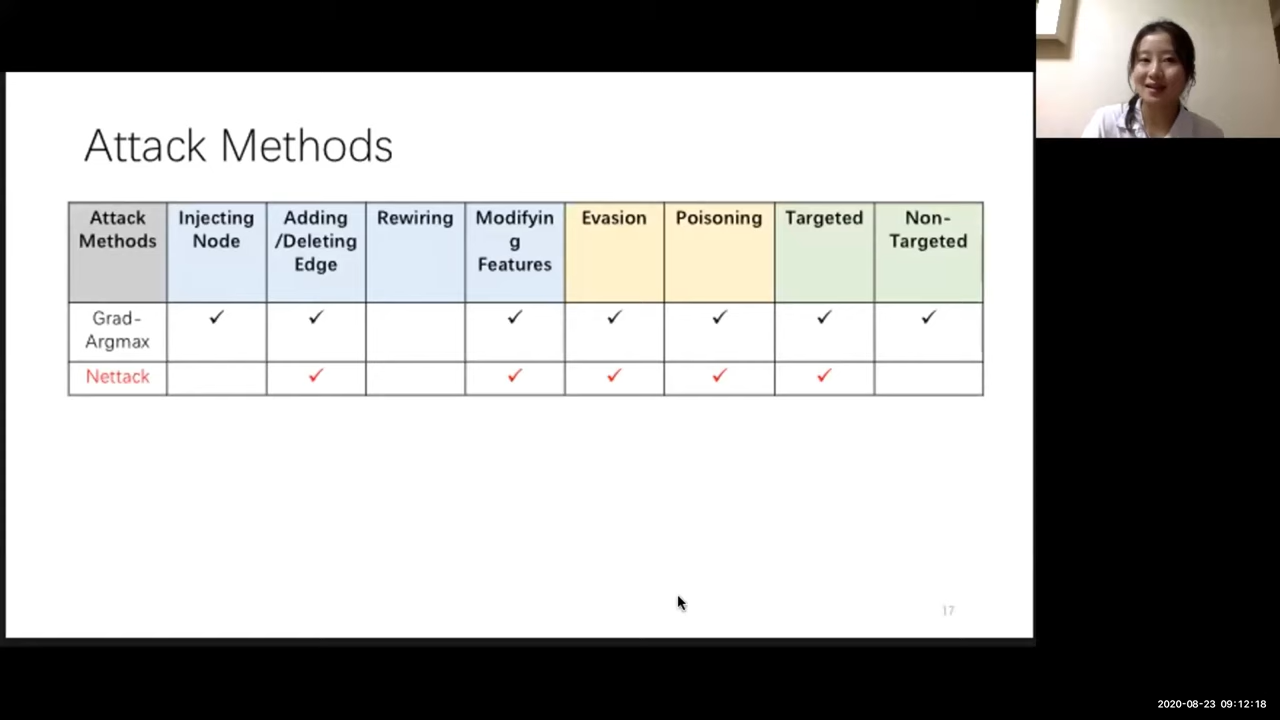 Attack Methods
Attack
Methods
Injecting
Node
Adding
/Deleting
Edge
Rewiring
Modifyin
g
Features
Evasion
Poisoning
Targeted
Non-
Targeted
Grad-
Argmax
✓
✓
✓
✓
✓
✓
✓
Nettack
✓
✓
✓
✓
✓
17
2020-08-23 09:12:18